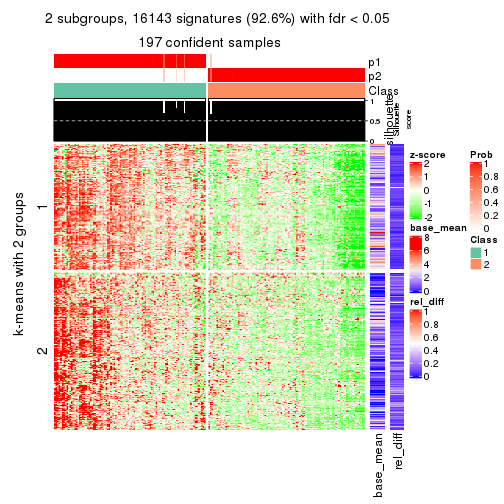 2 subgroups, 16143 signatures (92.6%) with fdr < 0.05
197 confident samples
p1
p2
Class
1
0.5
0
silhouette
Silhouette
score
k-means with 2 groups
1
2
base_mean
rel_diff
z-score
2
1
0
-1
-2
base_mean
8
6
4
2
0
rel_diff
1
0.8
0.6
0.4
0.2
0
Prob
1
0.8
0.6
0.4
0.2
0
Class
1
2